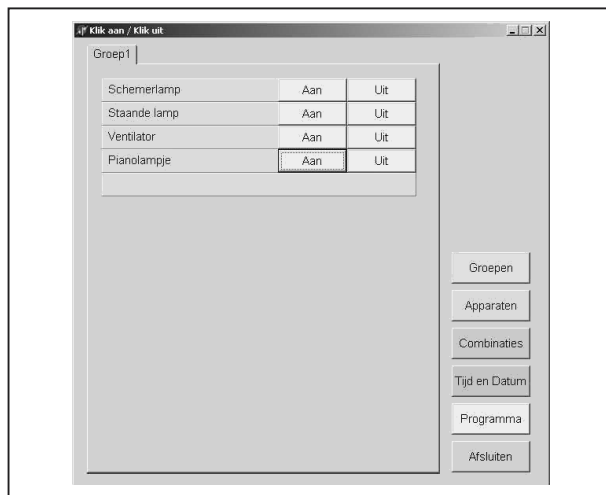 Klik aan / Klik uit
Groep1
Schemerlamp Aan Uit
Staande lamp Aan Uit
Ventilator Aan Uit
Pianolampje Aan Uit
Groepen
Apparaten
Combinaties
Tijd en Datum
Programma
Afsluiten